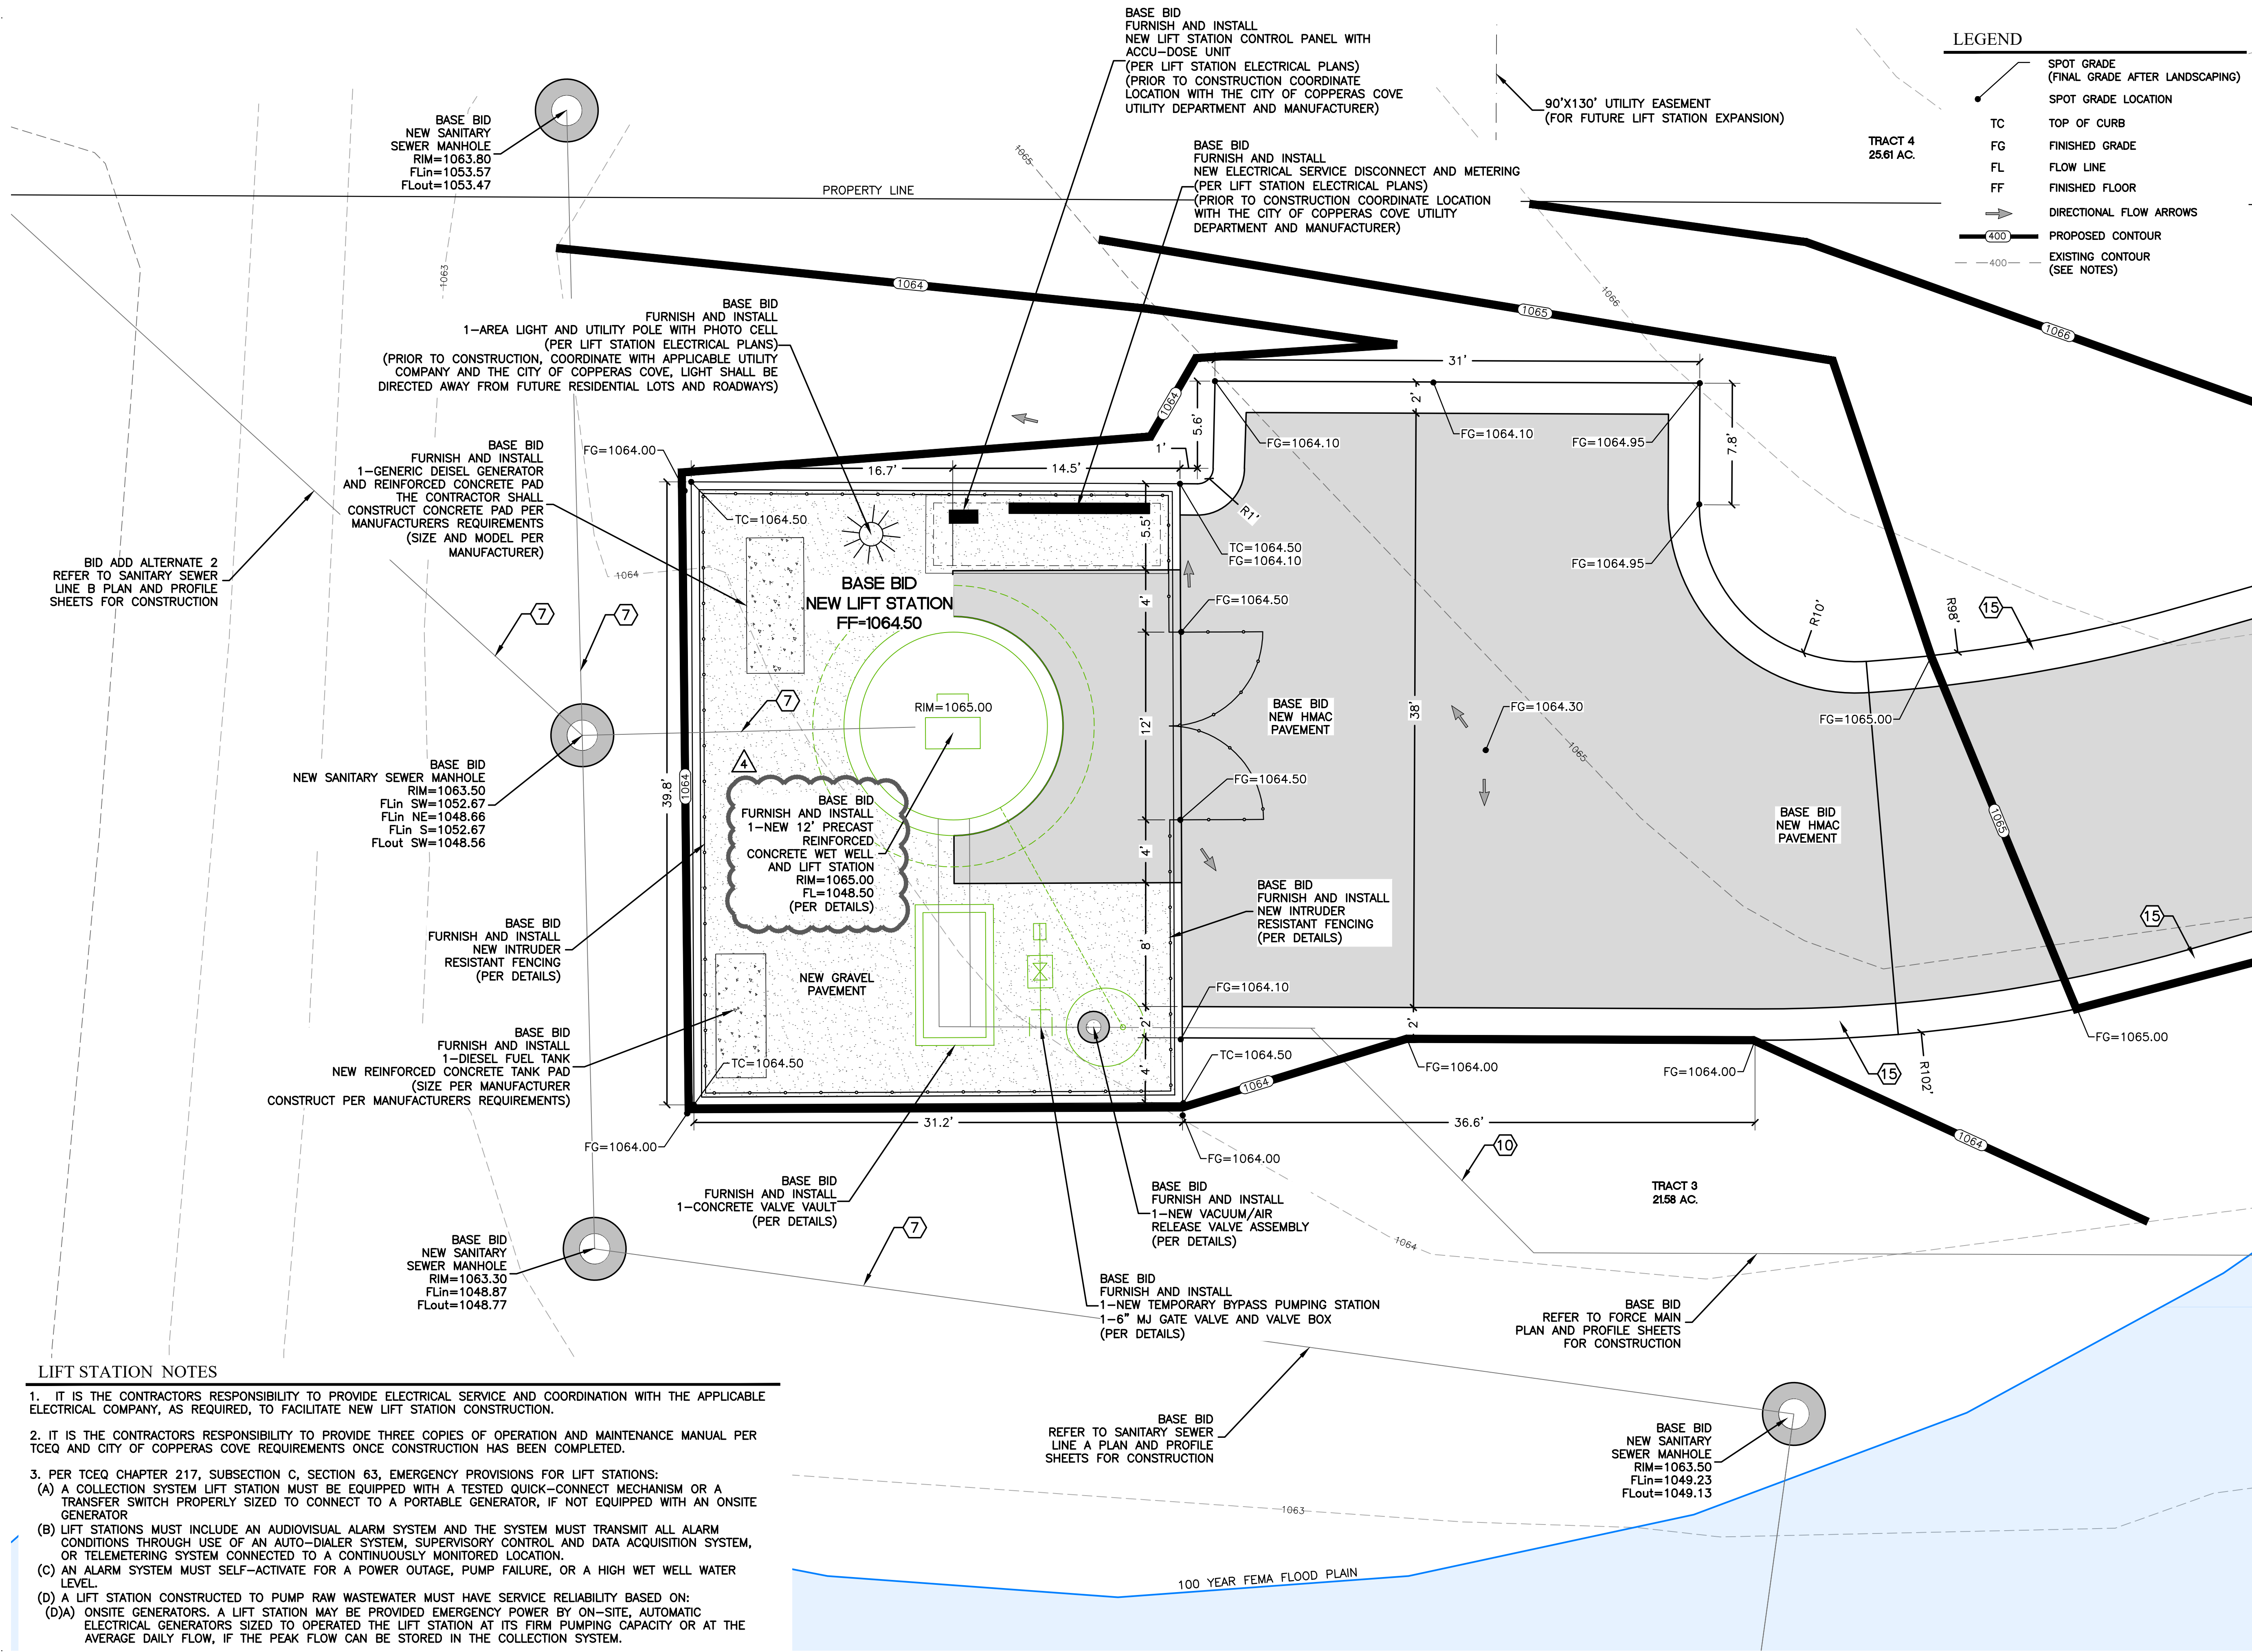 BASE BID
FURNISH AND INSTALL
NEW LIFT STATION CONTROL PANEL WITH
ACCU-DOSE UNIT
(PER LIFT STATION ELECTRICAL PLANS)
(PRIOR TO CONSTRUCTION COORDINATE
LOCATION WITH THE CITY OF COPPERAS COVE
UTILITY DEPARTMENT AND MANUFACTURER)
90'X130' UTILITY EASEMENT
(FOR FUTURE LIFT STATION EXPANSION)
TRACT 4
25.61 AC.
LEGEND
SPOT GRADE
(FINAL GRADE AFTER LANDSCAPING)
SPOT GRADE LOCATION
TC TOP OF CURB
FG FINISHED GRADE
FL FLOW LINE
FF FINISHED FLOOR
DIRECTIONAL FLOW ARROWS
400 PROPOSED CONTOUR
400 EXISTING CONTOUR
(SEE NOTES)
BASE BID
NEW SANITARY
SEWER MANHOLE
RIM=1063.80
FLin=1053.57
FLout=1053.47
BASE BID
FURNISH AND INSTALL
NEW ELECTRICAL SERVICE DISCONNECT AND METERING
(PER LIFT STATION ELECTRICAL PLANS)
(PRIOR TO CONSTRUCTION COORDINATE LOCATION
WITH THE CITY OF COPPERAS COVE UTILITY
DEPARTMENT AND MANUFACTURER)
PROPERTY LINE
1065
1063
1066
1064
1065
1066
BASE BID
FURNISH AND INSTALL
1-AREA LIGHT AND UTILITY POLE WITH PHOTO CELL
(PER LIFT STATION ELECTRICAL PLANS)
(PRIOR TO CONSTRUCTION, COORDINATE WITH APPLICABLE UTILITY
COMPANY AND THE CITY OF COPPERAS COVE, LIGHT SHALL BE
DIRECTED AWAY FROM FUTURE RESIDENTIAL LOTS AND ROADWAYS)
31'
1064
5.6'
2'
7.8'
1'
FG=1064.10
FG=1064.10
FG=1064.95
FG=1064.00
16.7'
14.5'
BASE BID
FURNISH AND INSTALL
1-GENERIC DEISEL GENERATOR
AND REINFORCED CONCRETE PAD
THE CONTRACTOR SHALL
CONSTRUCT CONCRETE PAD PER
MANUFACTURERS REQUIREMENTS
(SIZE AND MODEL PER
MANUFACTURER)
TC=1064.50
R1'
5.5'
TC=1064.50
FG=1064.10
FG=1064.95
BID ADD ALTERNATE 2
REFER TO SANITARY SEWER
LINE B PLAN AND PROFILE
SHEETS FOR CONSTRUCTION
1064
7
7
BASE BID
NEW LIFT STATION
FF=1064.50
4'
FG=1064.50
R10'
R98'
15
7
RIM=1065.00
12'
BASE BID
NEW HMAC
PAVEMENT
38'
FG=1064.30
FG=1065.00
1065
BASE BID
NEW SANITARY SEWER MANHOLE
RIM=1063.50
FLin SW=1052.67
FLin NE=1048.66
FLin S=1052.67
FLout SW=1048.56
39.8'
1064
4
BASE BID
FURNISH AND INSTALL
1-NEW 12' PRECAST
REINFORCED
CONCRETE WET WELL
AND LIFT STATION
RIM=1065.00
FL=1048.50
(PER DETAILS)
FG=1064.50
4'
BASE BID
NEW HMAC
PAVEMENT
1065
BASE BID
FURNISH AND INSTALL
NEW INTRUDER
RESISTANT FENCING
(PER DETAILS)
BASE BID
FURNISH AND INSTALL
NEW INTRUDER
RESISTANT FENCING
(PER DETAILS)
15
8'
NEW GRAVEL
PAVEMENT
FG=1064.10
2'
2'
BASE BID
FURNISH AND INSTALL
1-DIESEL FUEL TANK
NEW REINFORCED CONCRETE TANK PAD
(SIZE PER MANUFACTURER
CONSTRUCT PER MANUFACTURERS REQUIREMENTS)
TC=1064.50
4'
TC=1064.50
1064
FG=1064.00
FG=1064.00
15
R102'
FG=1065.00
FG=1064.00
31.2'
36.6'
FG=1064.00
10
1064
BASE BID
FURNISH AND INSTALL
1-CONCRETE VALVE VAULT
(PER DETAILS)
BASE BID
FURNISH AND INSTALL
1-NEW VACUUM/AIR
RELEASE VALVE ASSEMBLY
(PER DETAILS)
TRACT 3
21.58 AC.
7
1064
BASE BID
NEW SANITARY
SEWER MANHOLE
RIM=1063.30
FLin=1048.87
FLout=1048.77
BASE BID
FURNISH AND INSTALL
1-NEW TEMPORARY BYPASS PUMPING STATION
1-6" MJ GATE VALVE AND VALVE BOX
(PER DETAILS)
BASE BID
REFER TO FORCE MAIN
PLAN AND PROFILE SHEETS
FOR CONSTRUCTION
BASE BID
REFER TO SANITARY SEWER
LINE A PLAN AND PROFILE
SHEETS FOR CONSTRUCTION
BASE BID
NEW SANITARY
SEWER MANHOLE
RIM=1063.50
FLin=1049.23
FLout=1049.13
1063
100 YEAR FEMA FLOOD PLAIN
LIFT STATION NOTES
1. IT IS THE CONTRACTORS RESPONSIBILITY TO PROVIDE ELECTRICAL SERVICE AND COORDINATION WITH THE APPLICABLE
ELECTRICAL COMPANY, AS REQUIRED, TO FACILITATE NEW LIFT STATION CONSTRUCTION.
2. IT IS THE CONTRACTORS RESPONSIBILITY TO PROVIDE THREE COPIES OF OPERATION AND MAINTENANCE MANUAL PER
TCEQ AND CITY OF COPPERAS COVE REQUIREMENTS ONCE CONSTRUCTION HAS BEEN COMPLETED.
3. PER TCEQ CHAPTER 217, SUBSECTION C, SECTION 63, EMERGENCY PROVISIONS FOR LIFT STATIONS:
(A) A COLLECTION SYSTEM LIFT STATION MUST BE EQUIPPED WITH A TESTED QUICK-CONNECT MECHANISM OR A
TRANSFER SWITCH PROPERLY SIZED TO CONNECT TO A PORTABLE GENERATOR, IF NOT EQUIPPED WITH AN ONSITE
GENERATOR
(B) LIFT STATIONS MUST INCLUDE AN AUDIOVISUAL ALARM SYSTEM AND THE SYSTEM MUST TRANSMIT ALL ALARM
CONDITIONS THROUGH USE OF AN AUTO-DIALER SYSTEM, SUPERVISORY CONTROL AND DATA ACQUISITION SYSTEM,
OR TELEMETERING SYSTEM CONNECTED TO A CONTINUOUSLY MONITORED LOCATION.
(C) AN ALARM SYSTEM MUST SELF-ACTIVATE FOR A POWER OUTAGE, PUMP FAILURE, OR A HIGH WET WELL WATER
LEVEL.
(D) A LIFT STATION CONSTRUCTED TO PUMP RAW WASTEWATER MUST HAVE SERVICE RELIABILITY BASED ON:
(D)A) ONSITE GENERATORS. A LIFT STATION MAY BE PROVIDED EMERGENCY POWER BY ON-SITE, AUTOMATIC
ELECTRICAL GENERATORS SIZED TO OPERATED THE LIFT STATION AT ITS FIRM PUMPING CAPACITY OR AT THE
AVERAGE DAILY FLOW, IF THE PEAK FLOW CAN BE STORED IN THE COLLECTION SYSTEM.